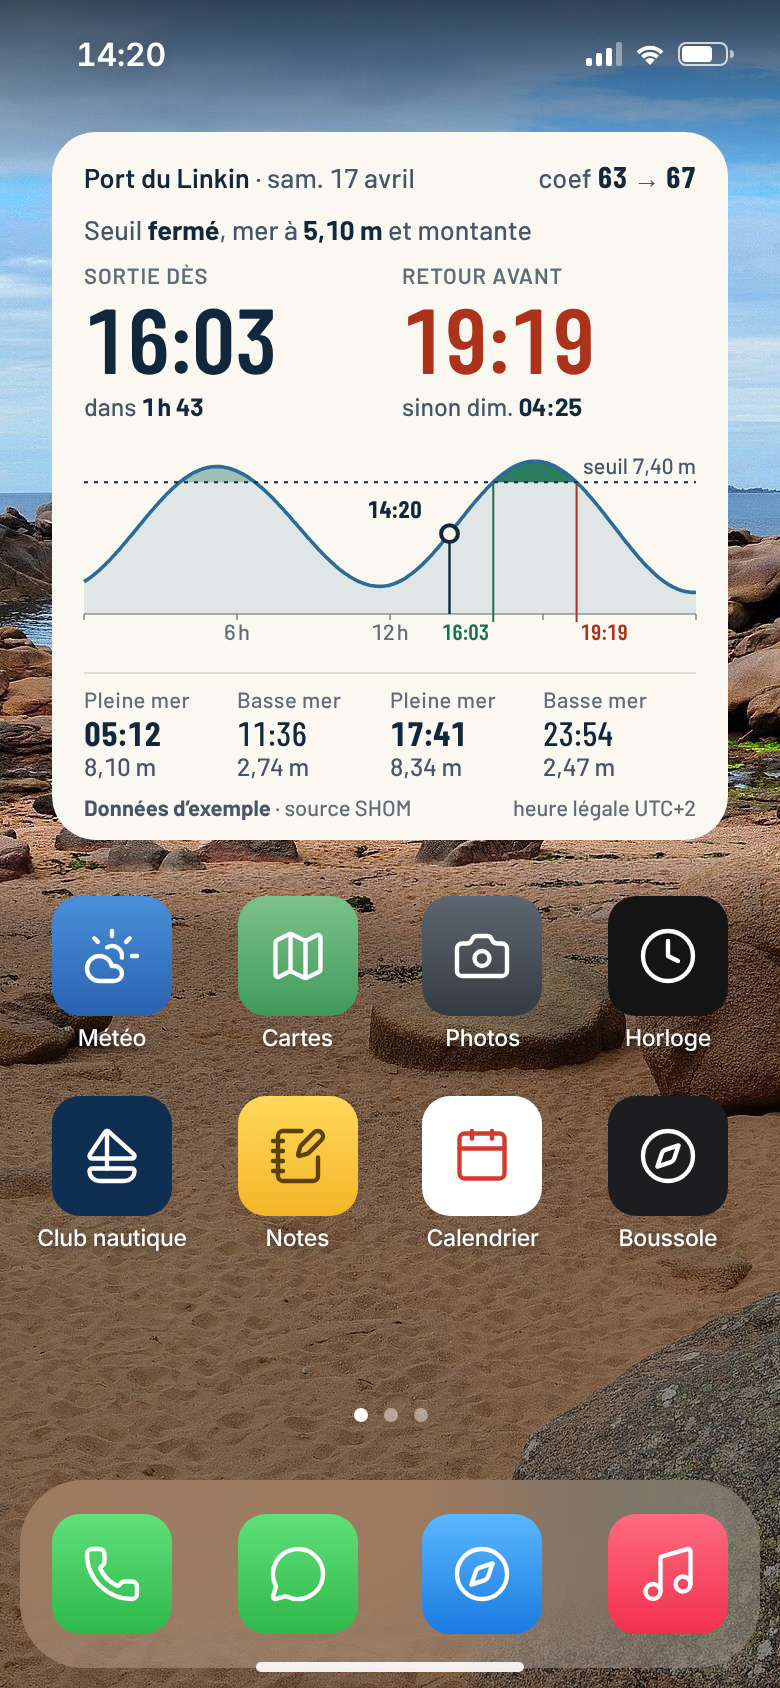 14:20
Port du Linkin · sam. 17 avril coef 63 → 67
Seuil fermé, mer à 5,10 m et montante
SORTIE DÈS RETOUR AVANT
16:03 19:19
dans 1 h 43 sinon dim. 04:25
seuil 7,40 m
14:20
6 h 12 h 16:03 19:19
Pleine mer Basse mer Pleine mer Basse mer
05:12 11:36 17:41 23:54
8,10 m 2,74 m 8,34 m 2,47 m
Données d’exemple · source SHOM heure légale UTC+2
Météo Cartes Photos Horloge
Club nautique Notes Calendrier Boussole